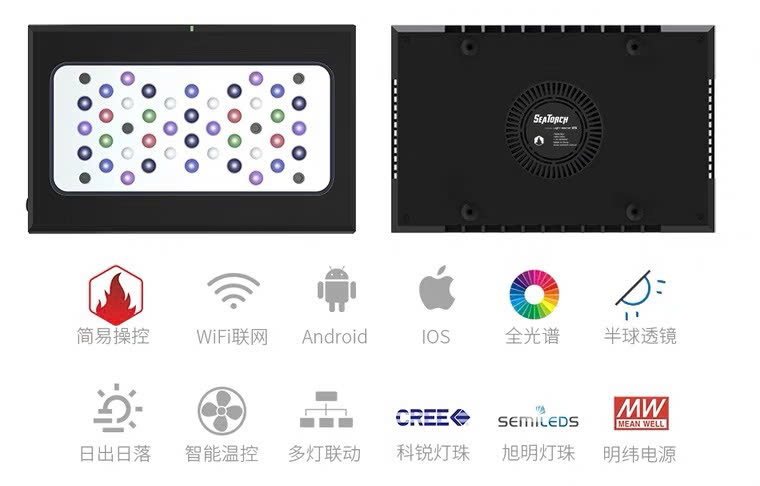 SEATORCH
简易操控
WiFi联网
Android
IOS
全光谱
半球透镜
日出日落
智能温控
多灯联动
CREE
科锐灯珠
SEMILEDS
旭明灯珠
MW
MEAN WELL
明纬电源